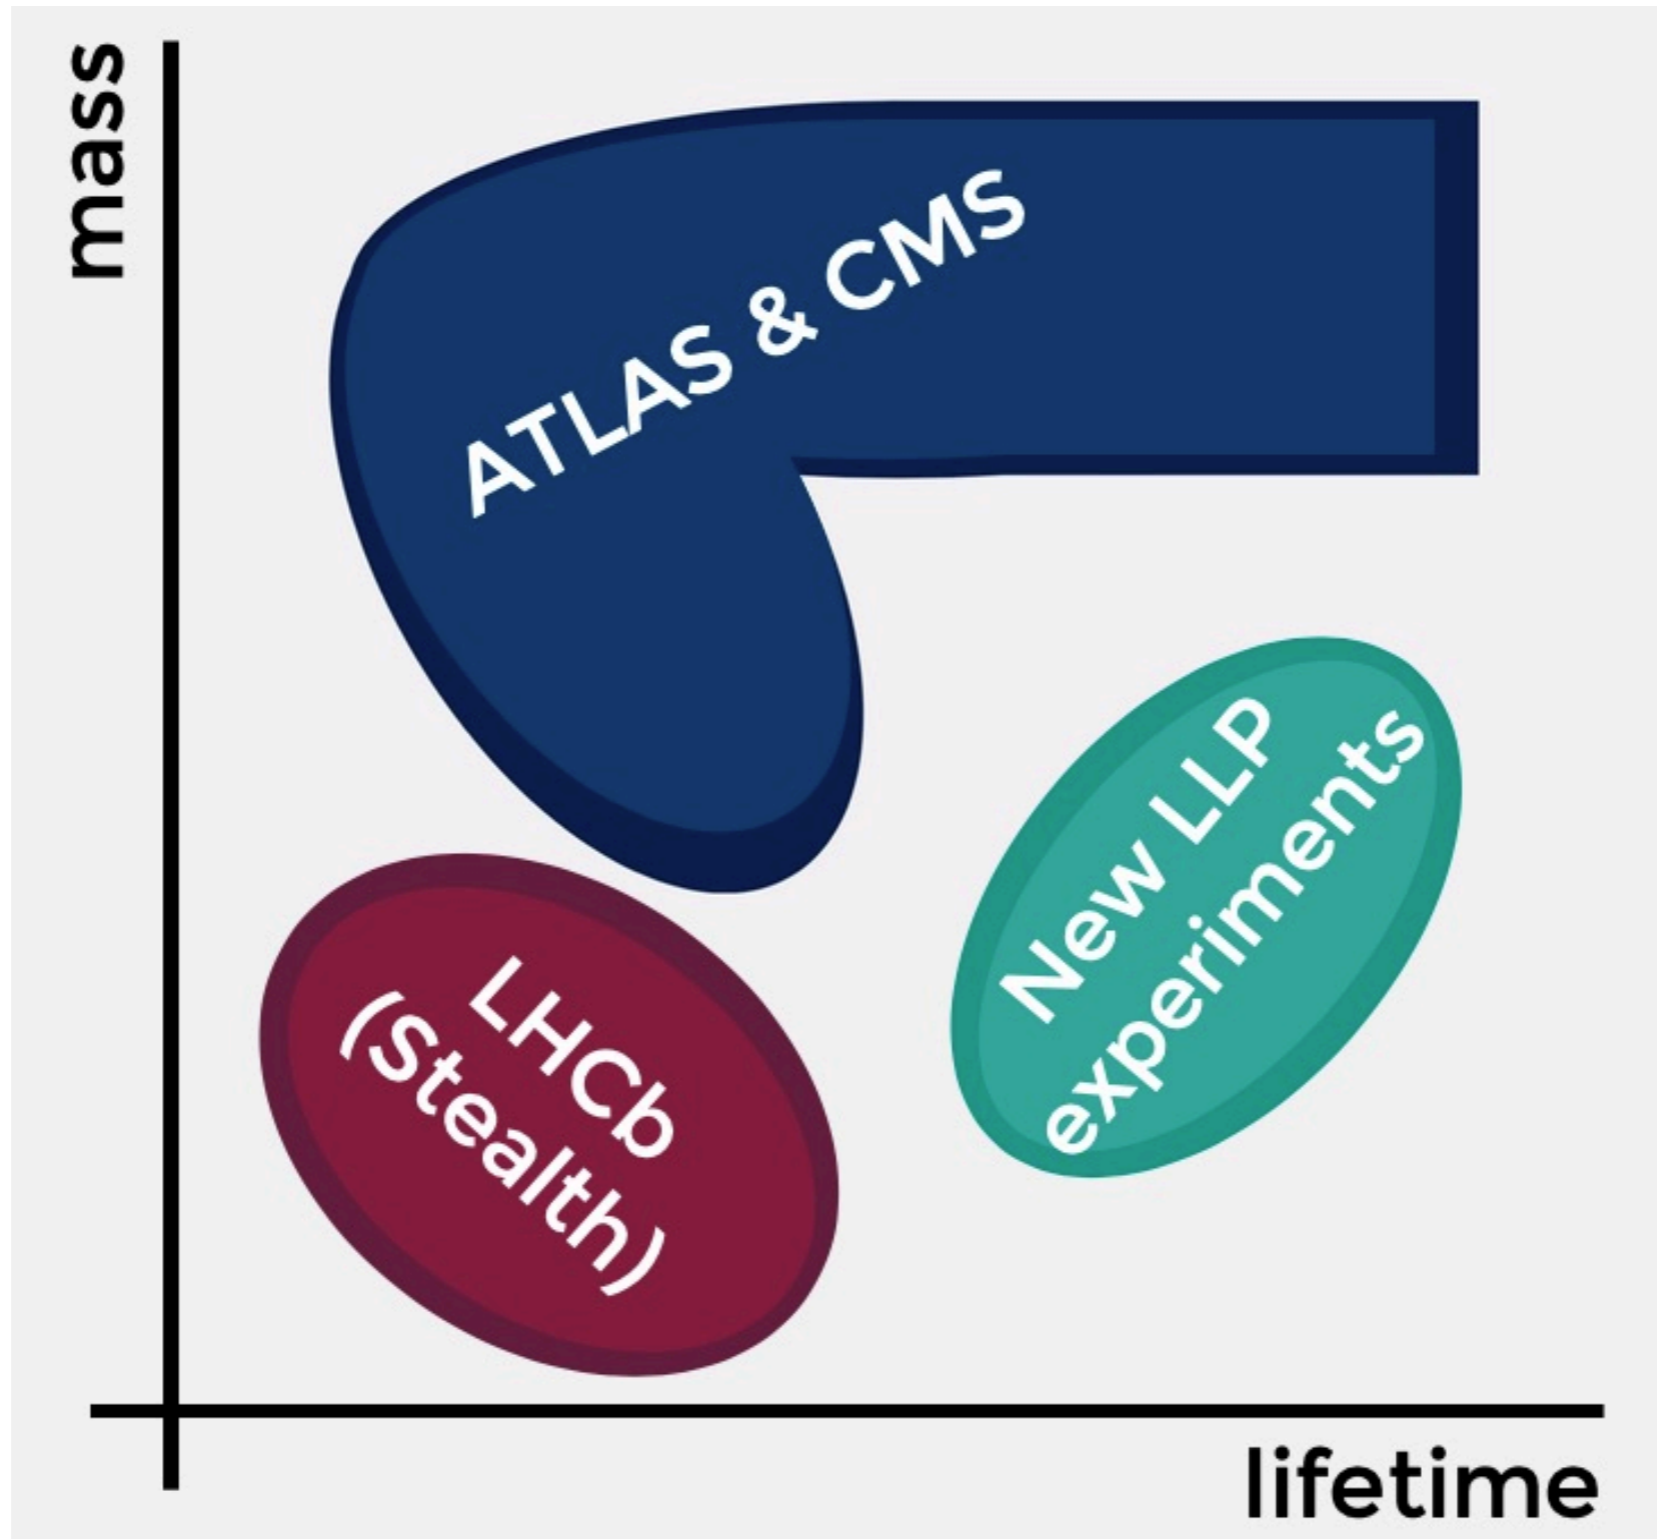 mass
ATLAS & CMS
New LLP
experiments
LHCb
(Stealth)
lifetime